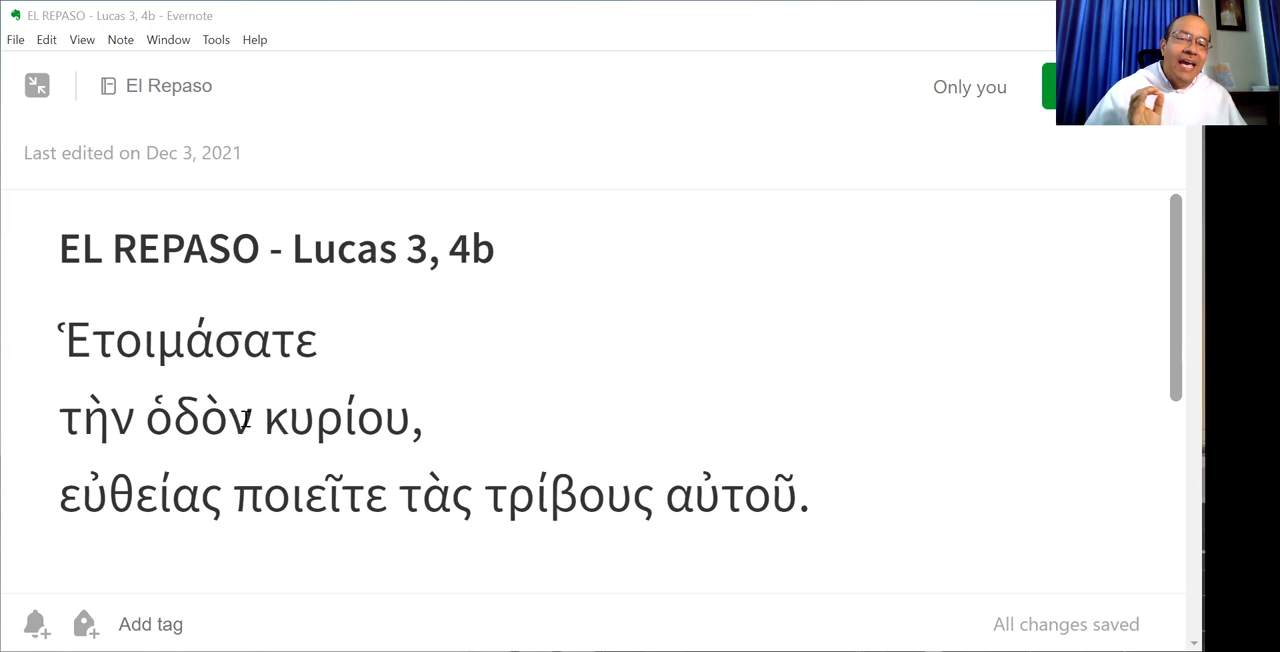 EL REPASO - Lucas 3, 4b - Evernote
File Edit View Note Window Tools Help
El Repaso Only you
Last edited on Dec 3, 2021
EL REPASO - Lucas 3, 4b
Ἑτοιμάσατε
τὴν ὁδὸν κυρίου,
εὐθείας ποιεῖτε τὰς τρίβους αὐτοῦ.
Add tag All changes saved